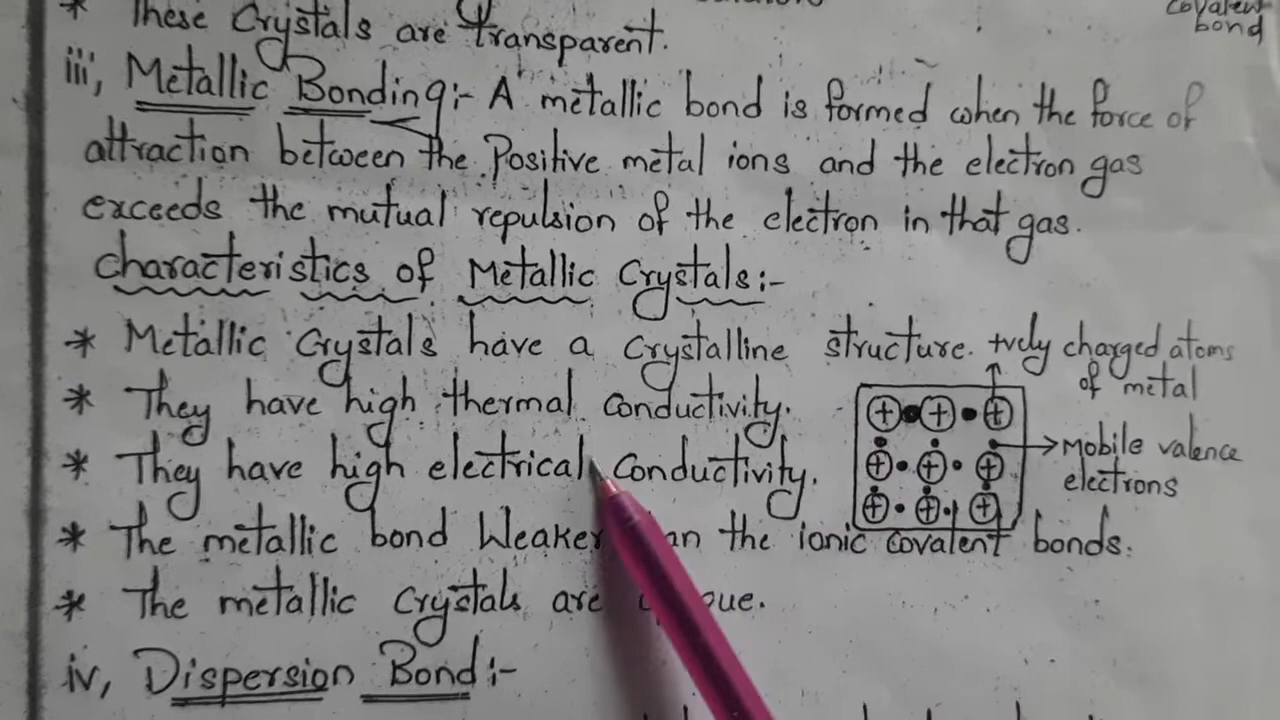 * These Crystals are transparent.
covalent
bond
iii, Metallic Bonding:- A metallic bond is formed when the force of
attraction between the Positive metal ions and the electron gas
exceeds the mutual repulsion of the electron in that gas.
characteristics of Metallic Crystals:-
* Metallic Crystals have a crystalline structure.
+vely charged atoms
of metal
* They have high thermal conductivity.
* They have high electrical conductivity.
Mobile valence
electrons
* The metallic bond Weaker the ionic covalent bonds.
* The metallic crystals are
iv, Dispersion Bond:-